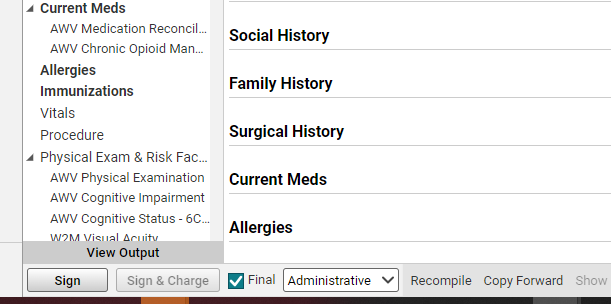 Current Meds
AWV Medication Reconcil...
AWV Chronic Opioid Man...
Allergies
Immunizations
Vitals
Procedure
Physical Exam & Risk Fac...
AWV Physical Examination
AWV Cognitive Impairment
AWV Cognitive Status - 6C...
W2M Visual Acuity
View Output
Social History
Family History
Surgical History
Current Meds
Allergies
Sign
Sign & Charge
Final
Administrative
Recompile
Copy Forward
Show